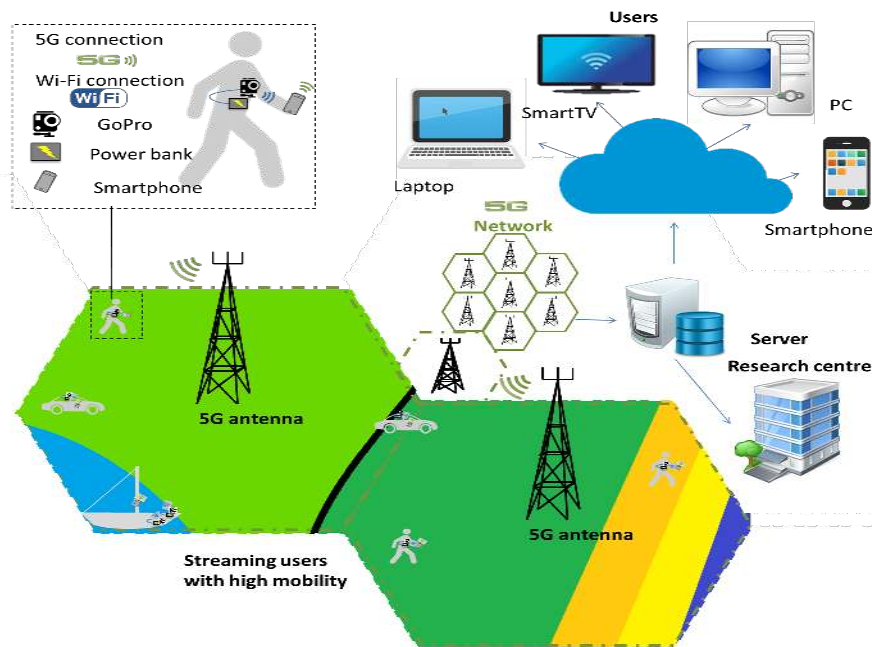 5G connection
5G
Wi-Fi connection
WiFi
GoPro
Power bank
Smartphone
Users
SmartTV
PC
Laptop
Smartphone
5G
Network
Server
Research centre
5G antenna
5G antenna
Streaming users
with high mobility